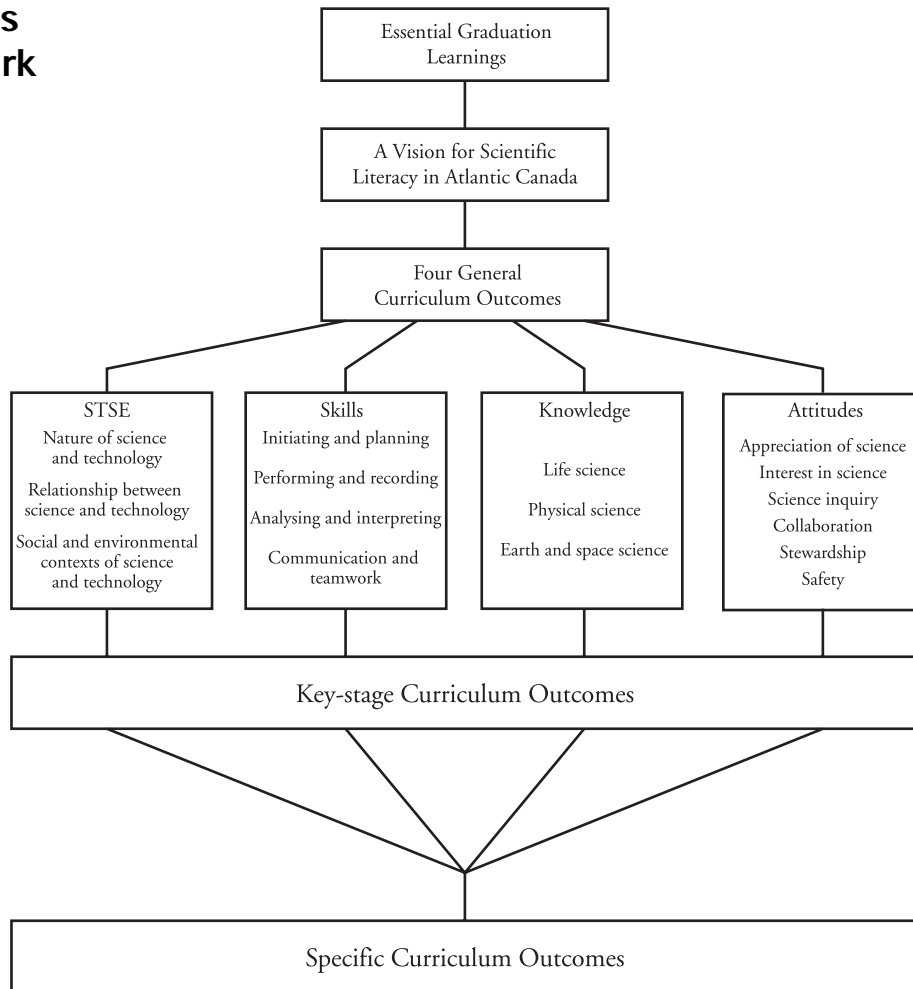 s
rk
Essential Graduation
Learnings
A Vision for Scientific
Literacy in Atlantic Canada
Four General
Curriculum Outcomes
STSE
Nature of science
and technology
Relationship between
science and technology
Social and environmental
contexts of science
and technology
Skills
Initiating and planning
Performing and recording
Analysing and interpreting
Communication and
teamwork
Knowledge
Life science
Physical science
Earth and space science
Attitudes
Appreciation of science
Interest in science
Science inquiry
Collaboration
Stewardship
Safety
Key-stage Curriculum Outcomes
Specific Curriculum Outcomes